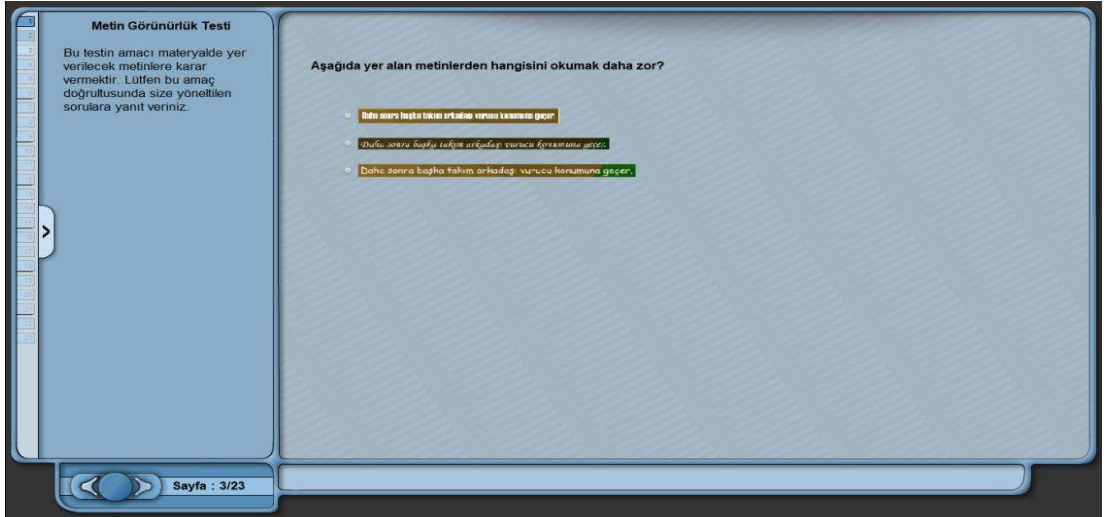 Metin Görünürlük Testi
Bu testin amacı materyalde yer
verilecek metinlere karar
vermektir. Lütfen bu amaç
doğrultusunda size yöneltilen
sorulara yanıt veriniz.
Aşağıda yer alan metinlerden hangisini okumak daha zor?
Daha sonra başka takım arkadaşı vurucu konumuna geçer.
Daha sonra başka takım arkadaşı vurucu konumuna geçer.
Daha sonra başka takım arkadaşı vurucu konumuna geçer.
Sayfa : 3/23